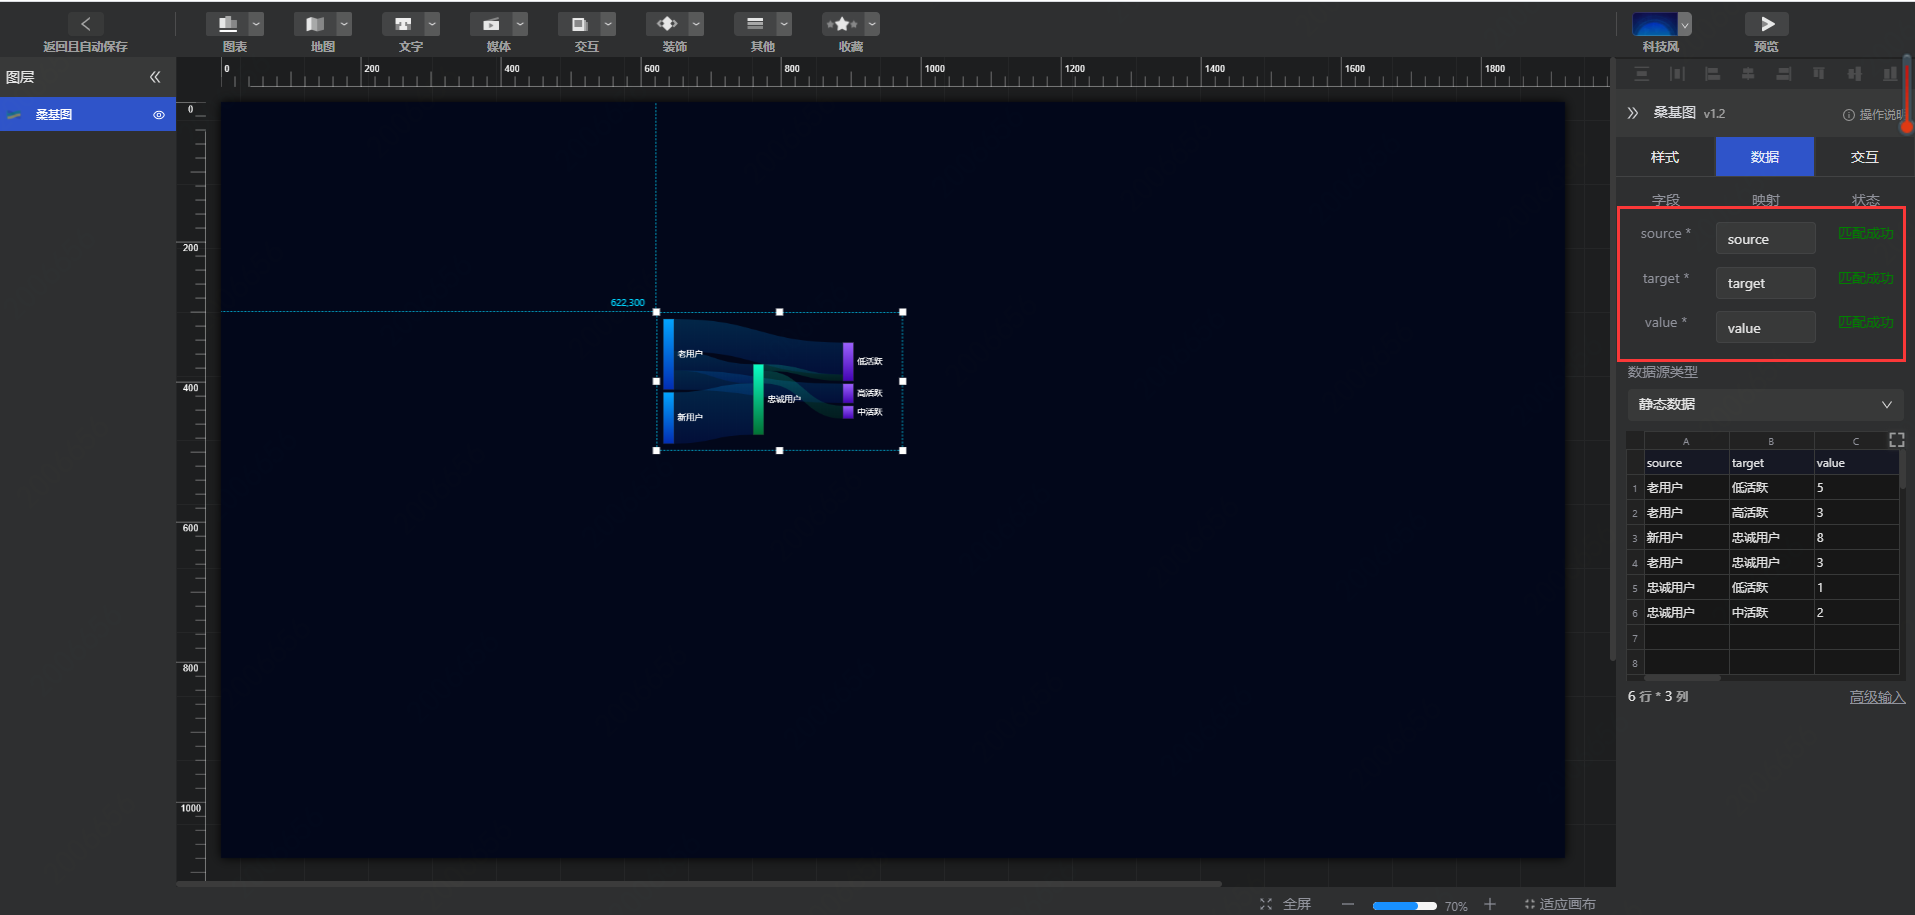 返回且自动保存
图表
地图
文字
媒体
交互
装饰
其他
收藏
科技风
预览
图层
桑基图
0
200
400
600
800
1000
1200
1400
1600
1800
0
200
400
600
800
1000
622,300
老用户
新用户
忠诚用户
低活跃
高活跃
中活跃
桑基图 v1.2
操作说明
样式 数据 交互
字段 映射 状态
source * source 匹配成功
target * target 匹配成功
value * value 匹配成功
数据源类型
静态数据
A B C
source target value
1 老用户 低活跃 5
2 老用户 高活跃 3
3 新用户 忠诚用户 8
4 老用户 忠诚用户 3
5 忠诚用户 低活跃 1
6 忠诚用户 中活跃 2
7
8
6 行 * 3 列
高级输入
全屏
70%
适应画布